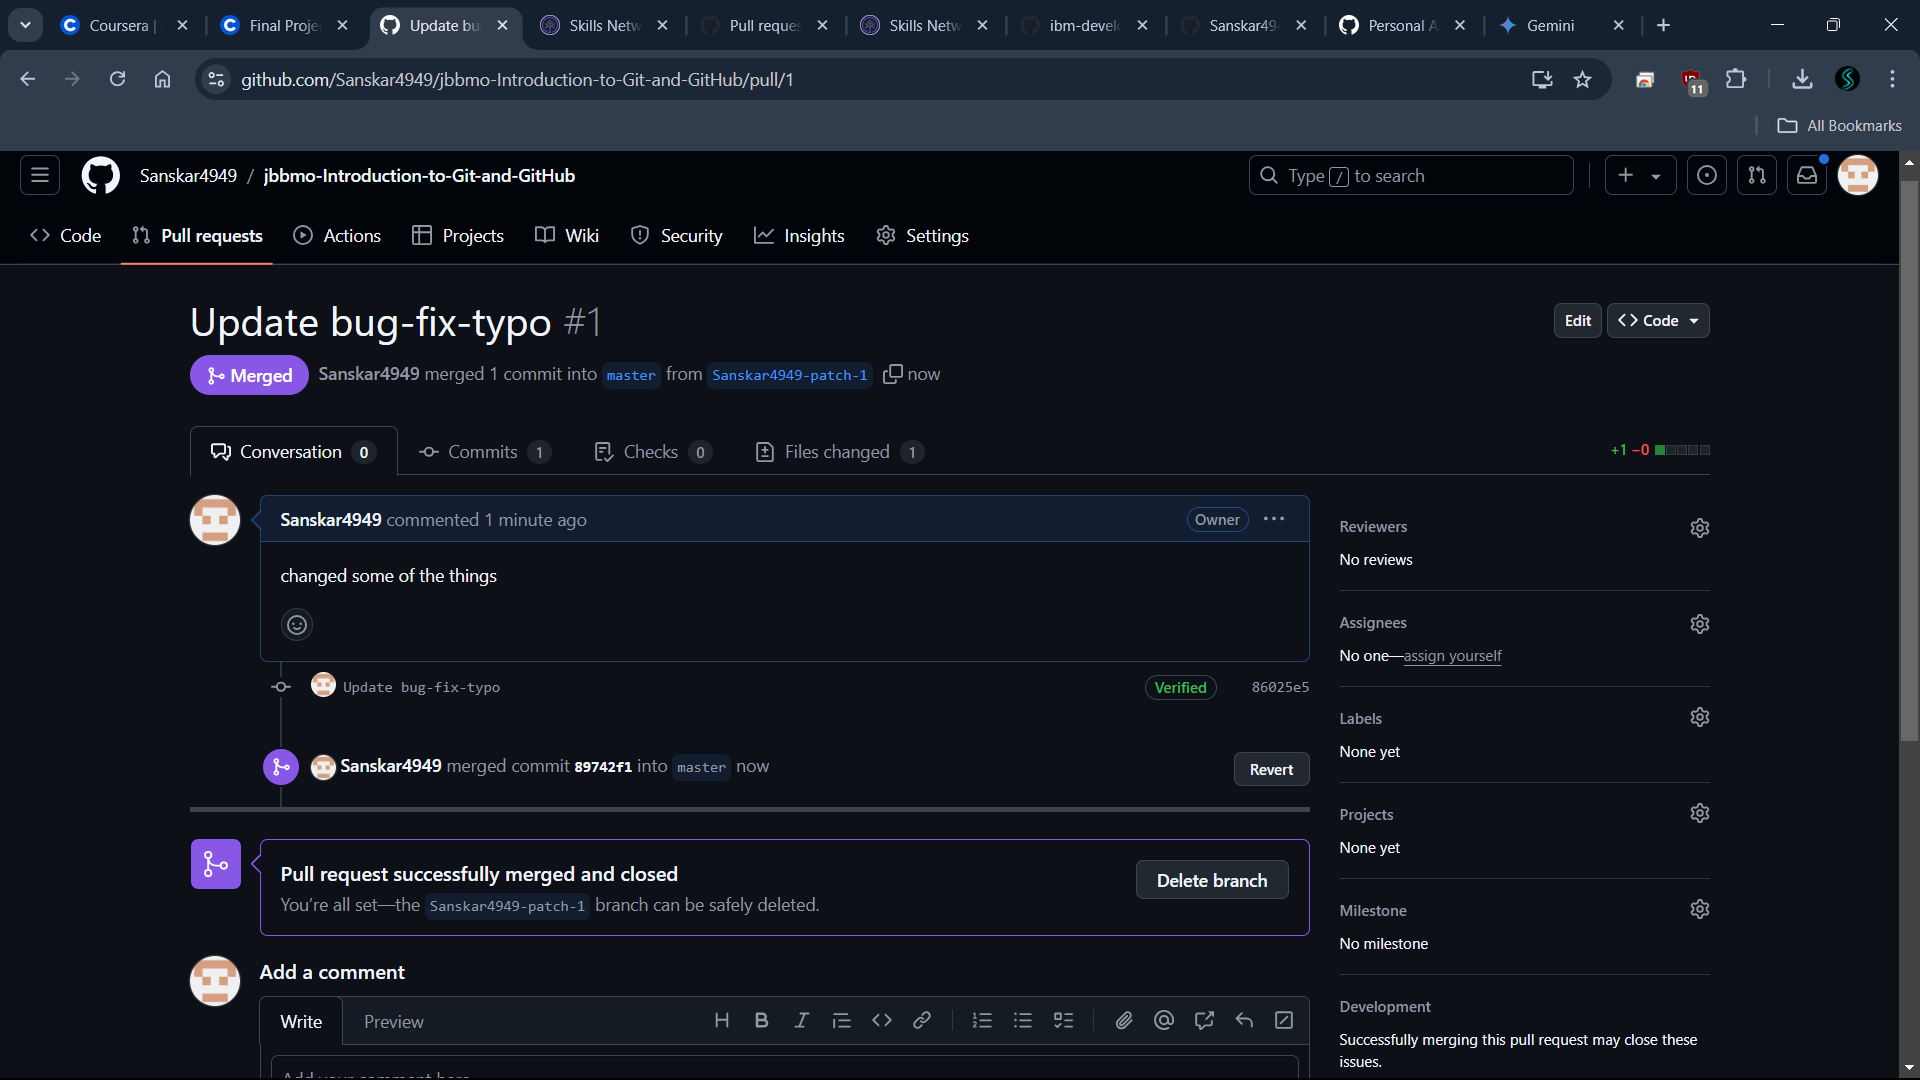 Coursera |
Final Proje
Update bu
Skills Netw
Pull reques
Skills Netw
ibm-develo
Sanskar494
Personal A
Gemini
github.com/Sanskar4949/jbbmo-Introduction-to-Git-and-GitHub/pull/1
11
All Bookmarks
Sanskar4949 / jbbmo-Introduction-to-Git-and-GitHub
Type / to search
Code
Pull requests
Actions
Projects
Wiki
Security
Insights
Settings
Update bug-fix-typo #1
Edit
<> Code
Merged
Sanskar4949 merged 1 commit into master from Sanskar4949-patch-1 now
Conversation 0
Commits 1
Checks 0
Files changed 1
+1 −0
Sanskar4949 commented 1 minute ago
Owner
changed some of the things
Update bug-fix-typo
Verified
86025e5
Sanskar4949 merged commit 89742f1 into master now
Revert
Pull request successfully merged and closed
You're all set—the Sanskar4949-patch-1 branch can be safely deleted.
Delete branch
Add a comment
Write
Preview
Add your comment here
Reviewers
No reviews
Assignees
No one—assign yourself
Labels
None yet
Projects
None yet
Milestone
No milestone
Development
Successfully merging this pull request may close these
issues.